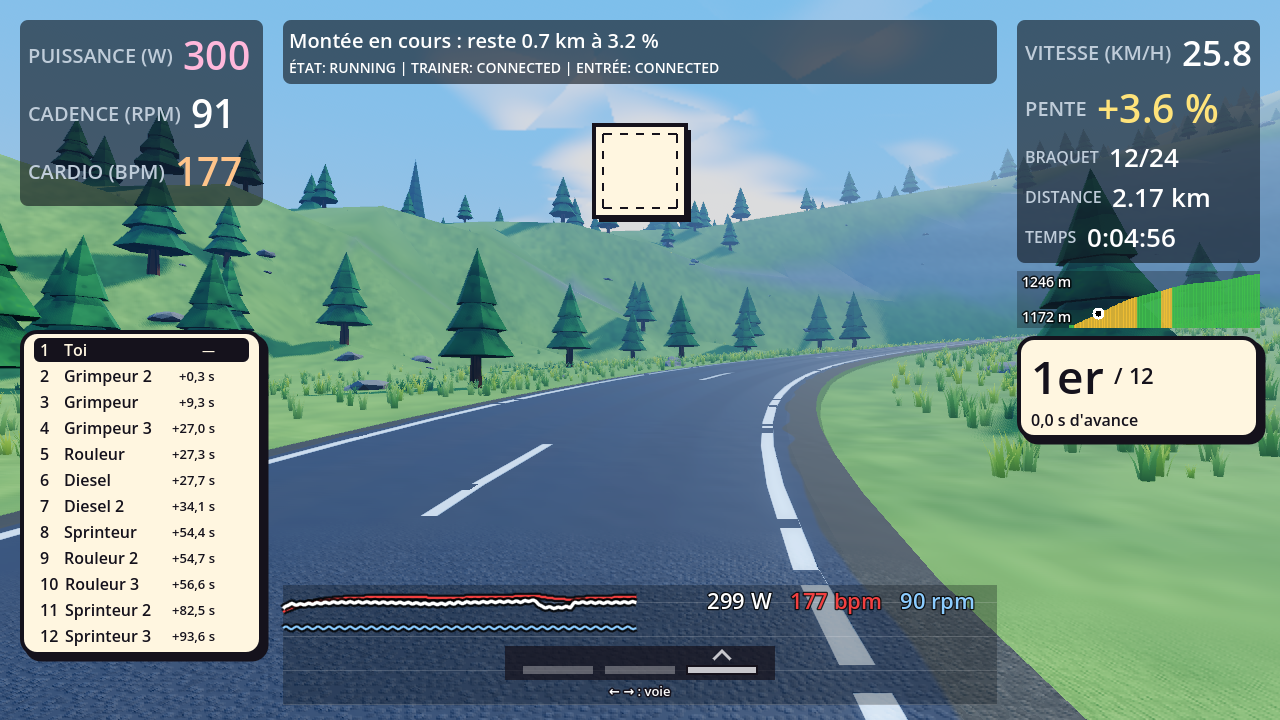 PUISSANCE (W) 300
CADENCE (RPM) 91
CARDIO (BPM) 177
Montée en cours : reste 0.7 km à 3.2 %
ÉTAT: RUNNING | TRAINER: CONNECTED | ENTRÉE: CONNECTED
VITESSE (KM/H) 25.8
PENTE +3.6 %
BRAQUET 12/24
DISTANCE 2.17 km
TEMPS 0:04:56
1246 m
1172 m
1er / 12
0,0 s d'avance
1 Toi —
2 Grimpeur 2 +0,3 s
3 Grimpeur +9,3 s
4 Grimpeur 3 +27,0 s
5 Rouleur +27,3 s
6 Diesel +27,7 s
7 Diesel 2 +34,1 s
8 Sprinteur +54,4 s
9 Rouleur 2 +54,7 s
10 Rouleur 3 +56,6 s
11 Sprinteur 2 +82,5 s
12 Sprinteur 3 +93,6 s
299 W 177 bpm 90 rpm
← → : voie